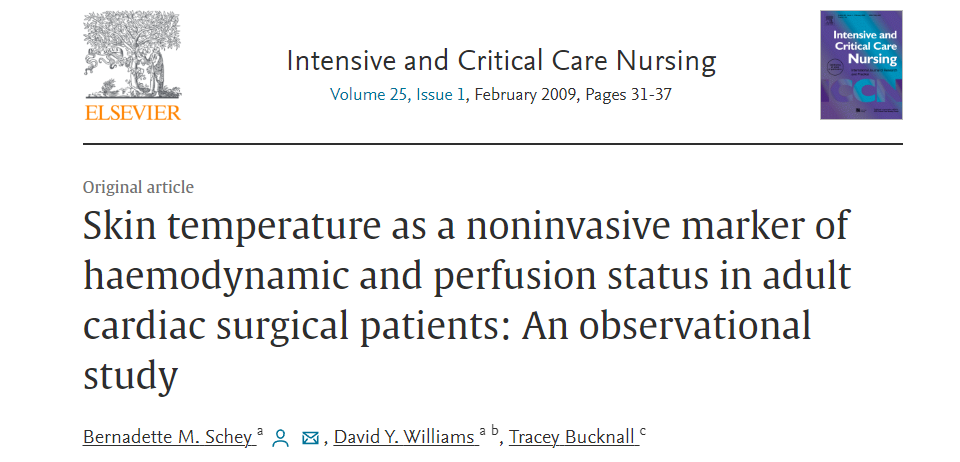 Intensive and Critical Care Nursing
Volume 25, Issue 1, February 2009, Pages 31-37
ELSEVIER
Intensive and
Critical Care
Nursing
Original article
Skin temperature as a noninvasive marker of
haemodynamic and perfusion status in adult
cardiac surgical patients: An observational
study
Bernadette M. Schey a , David Y. Williams a b, Tracey Bucknall c